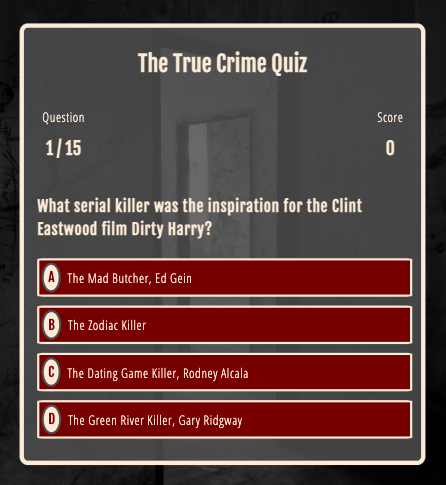 The True Crime Quiz
Question
Score
1/15
0
What serial killer was the inspiration for the Clint
Eastwood film Dirty Harry?
A The Mad Butcher, Ed Gein
B The Zodiac Killer
C The Dating Game Killer, Rodney Alcala
D The Green River Killer, Gary Ridgway